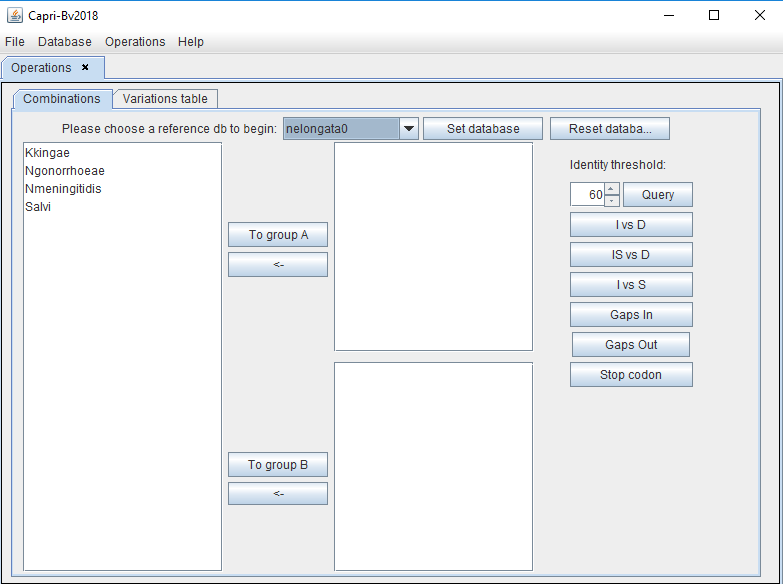 Capri-Bv2018
File Database Operations Help
Operations ×
Combinations Variations table
Please choose a reference db to begin: nelongata0 Set database Reset databa...
Kkingae
Ngonorrhoeae
Nmeningitidis
Salvi
To group A
<-
To group B
<-
Identity threshold:
60 Query
I vs D
IS vs D
I vs S
Gaps In
Gaps Out
Stop codon